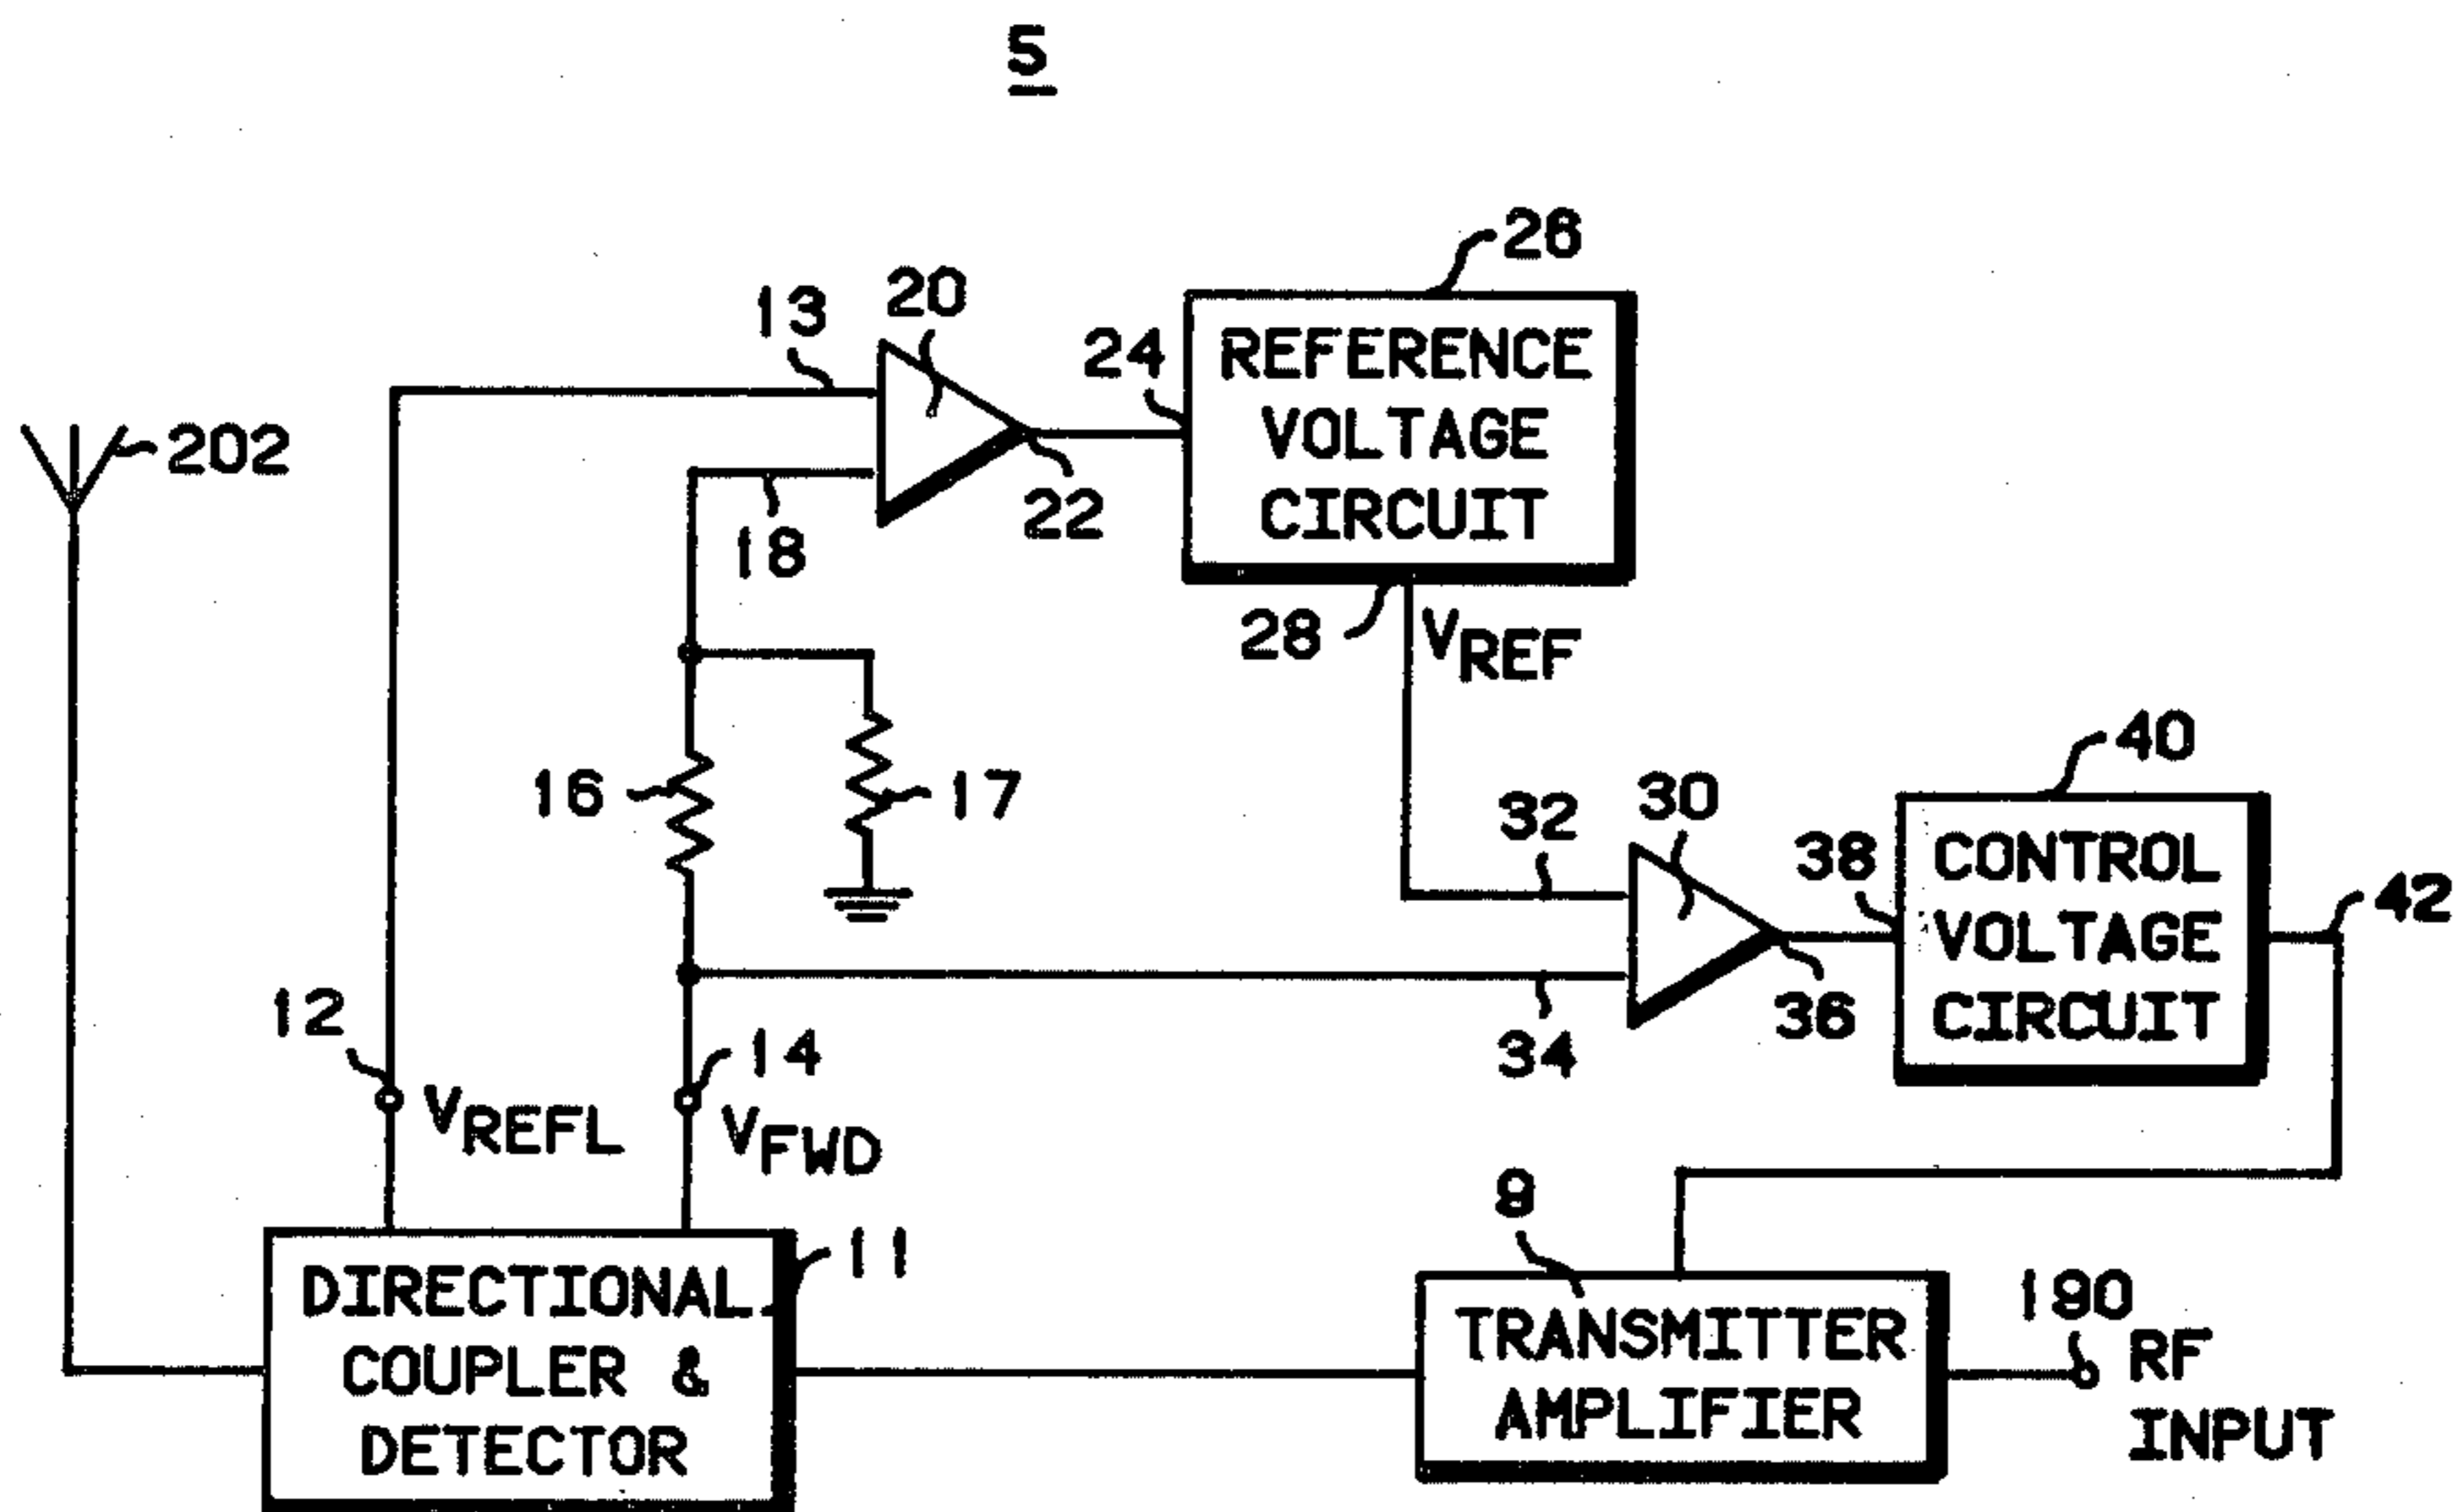 5
26
20
13
24
REFERENCE
VOLTAGE
CIRCUIT
202
22
18
28
VREF
40
16
17
30
32
38
CONTROL
VOLTAGE
CIRCUIT
42
12
14
36
34
VREFL
VFWD
9
11
190
DIRECTIONAL
COUPLER &
DETECTOR
TRANSMITTER
AMPLIFIER
RF
INPUT